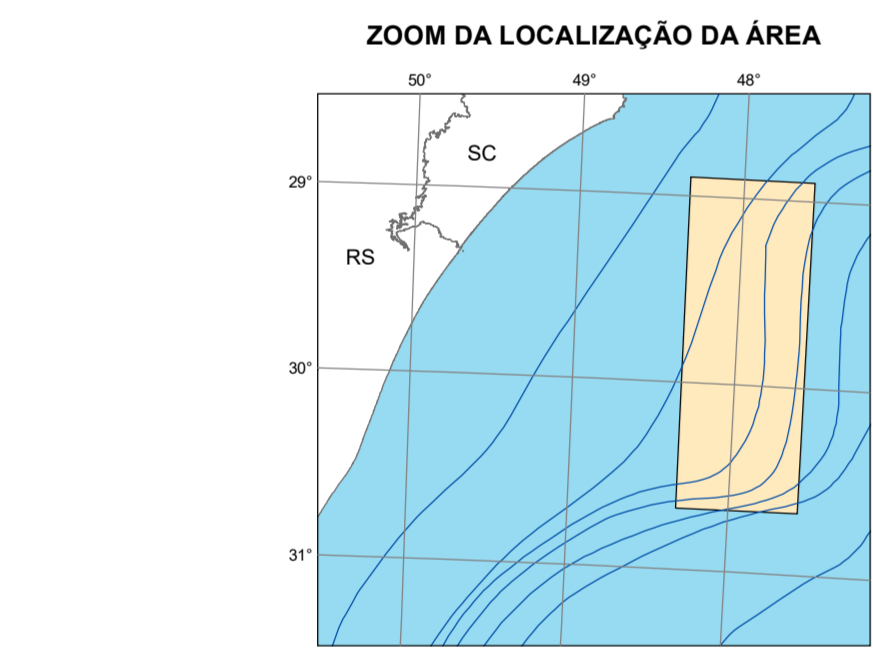 ZOOM DA LOCALIZAÇÃO DA ÁREA
50° 49° 48°
SC
29°
RS
30°
31°